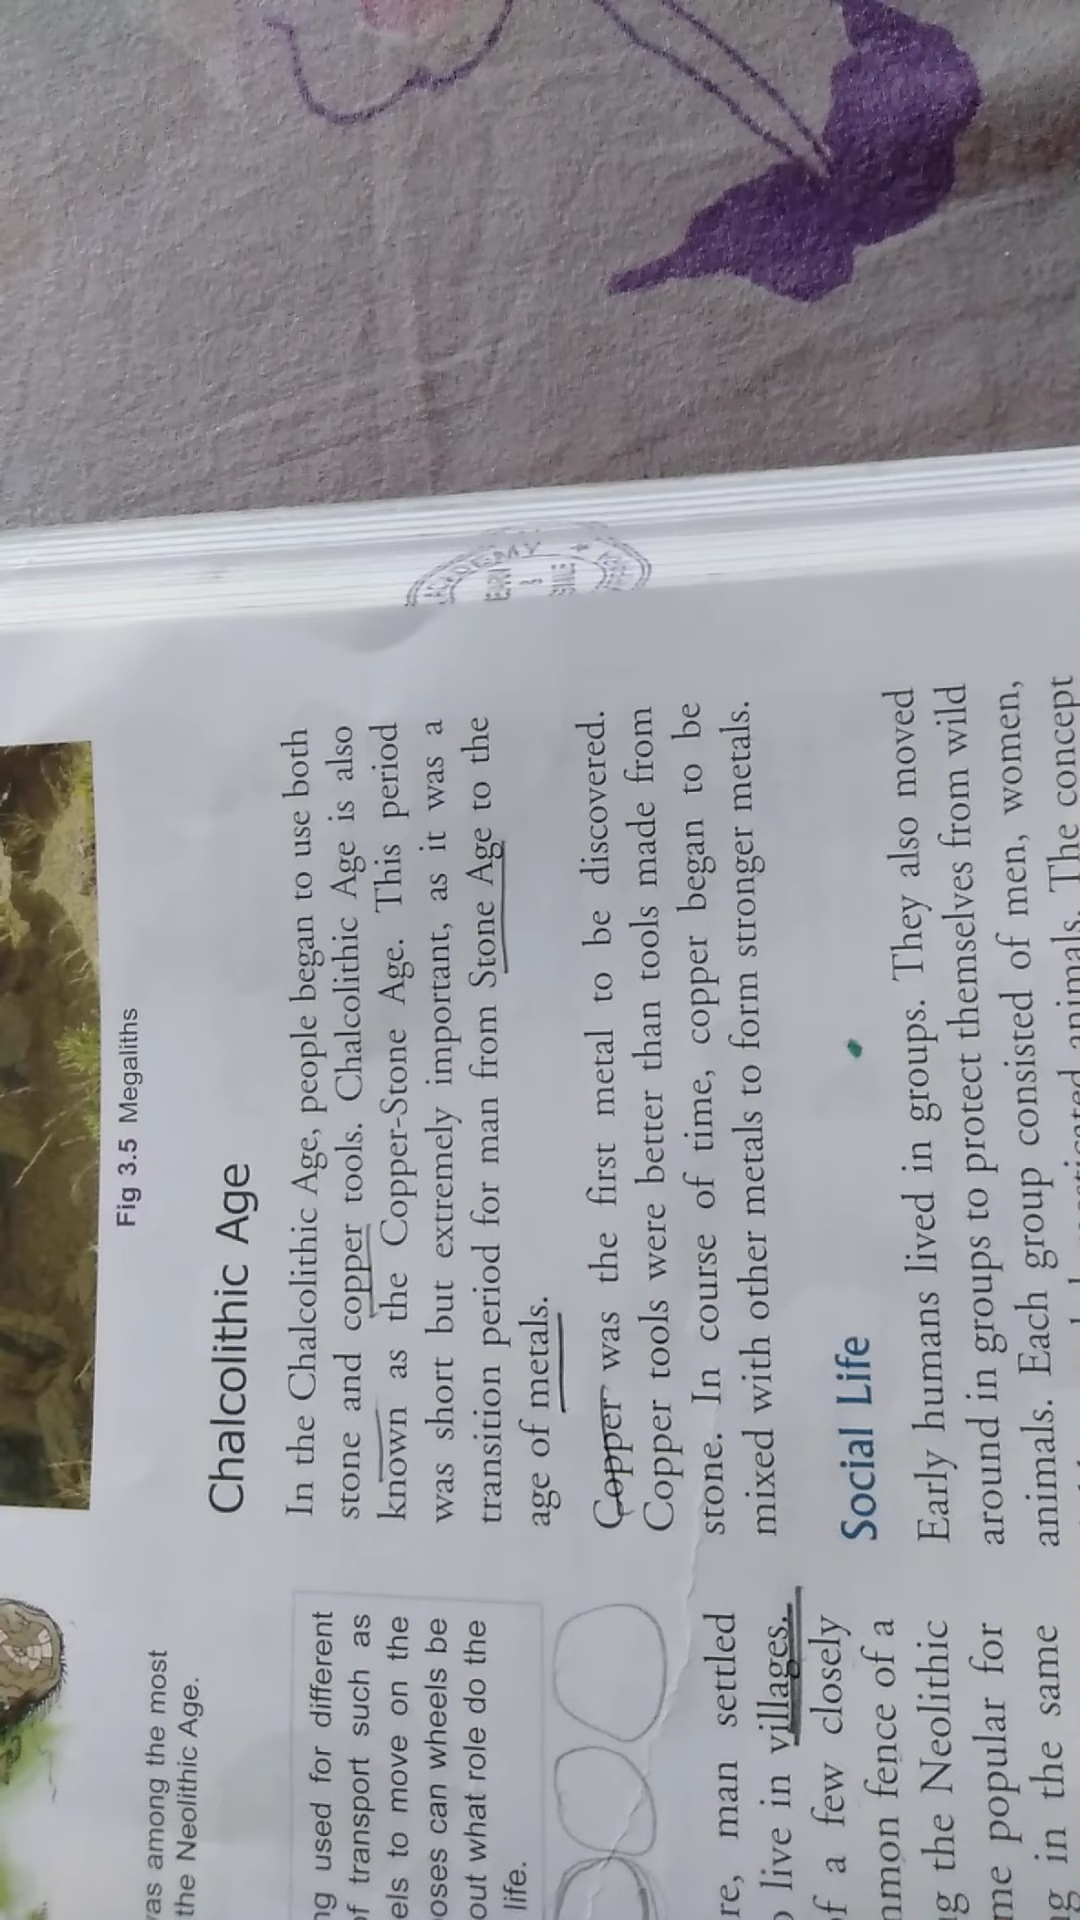 was among the most
the Neolithic Age.
used for different
of transport such as
to move on the
can wheels be
out what role do the
life.
man settled
live in villages.
of a few closely
fence of a
the Neolithic
popular for
in the same
Fig 3.5 Megaliths
Chalcolithic Age
In the Chalcolithic Age, people began to use both
stone and copper tools. Chalcolithic Age is also
known as the Copper-Stone Age. This period
was short but extremely important, as it was a
transition period for man from Stone Age to the
age of metals.
Copper was the first metal to be discovered.
Copper tools were better than tools made from
stone. In course of time, copper began to be
mixed with other metals to form stronger metals.
Social Life
Early humans lived in groups. They also moved
around in groups to protect themselves from wild
animals. Each group consisted of men, women,
animals. The concept
ACADEMY